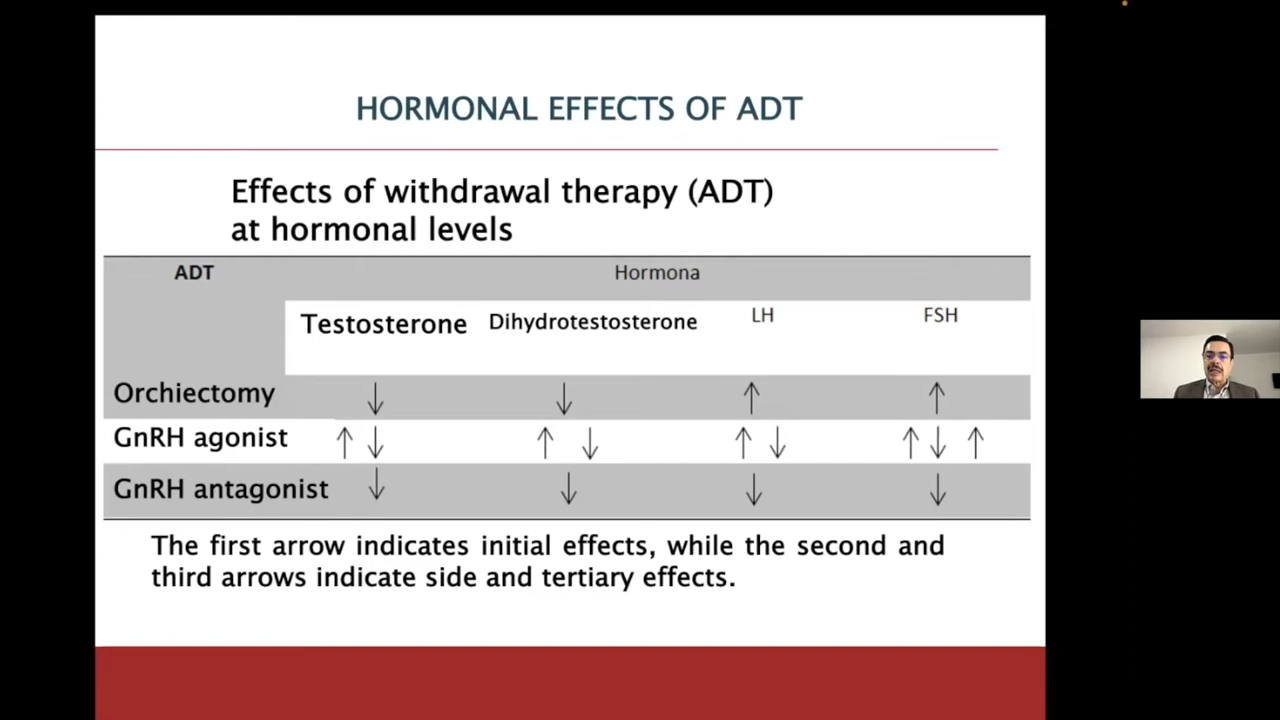 HORMONAL EFFECTS OF ADT
Effects of withdrawal therapy (ADT)
at hormonal levels
ADT Hormona
Testosterone Dihydrotestosterone LH FSH
Orchiectomy ↓ ↓ ↑ ↑
GnRH agonist ↑ ↓ ↑ ↓ ↑ ↓ ↑ ↓ ↑
GnRH antagonist ↓ ↓ ↓ ↓
The first arrow indicates initial effects, while the second and
third arrows indicate side and tertiary effects.